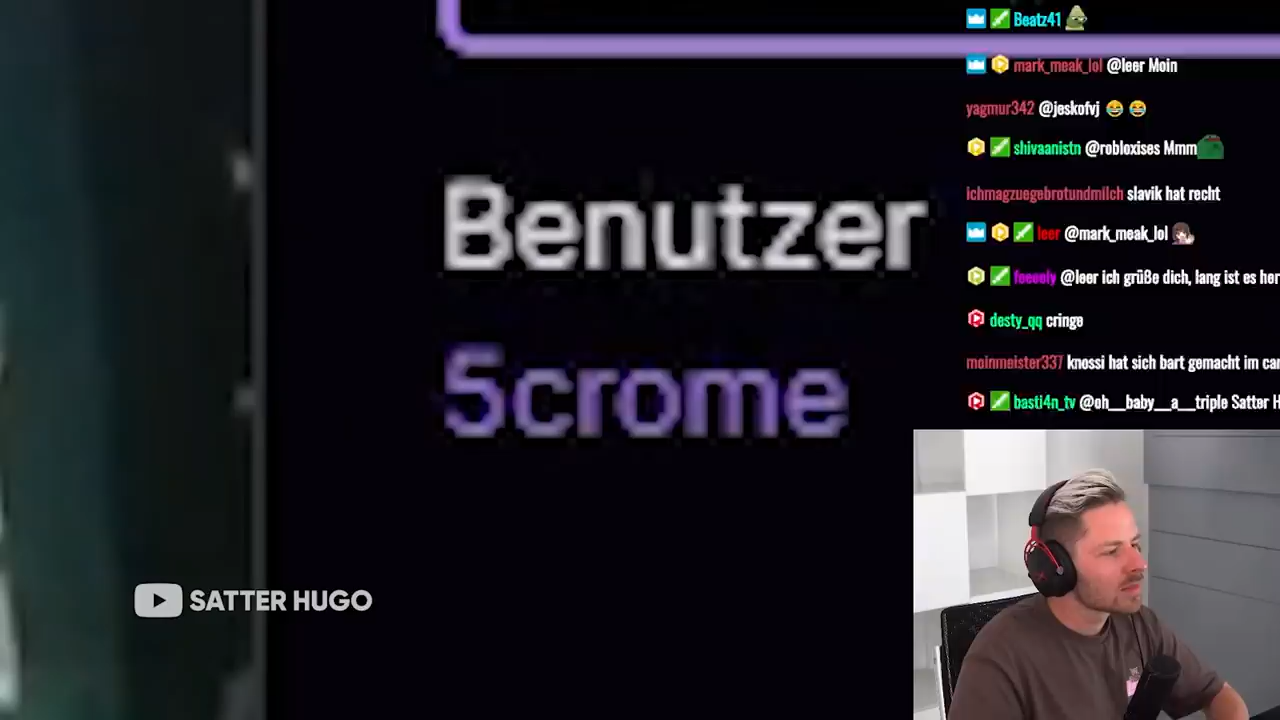 Beatz41
mark_meak_lol @leer Moin
yagmur342 @jeskofvj
shivaanistn @robloxises Mmm
ichmagzuegebrotundmilch slavik hat recht
leer @mark_meak_lol
feeeely @leer ich grüße dich, lang ist es her
desty_qq cringe
moinmeister337 knossi hat sich bart gemacht im
basti4n_tv @oh__baby__a__triple Satter
Benutzer
5crome
SATTER HUGO